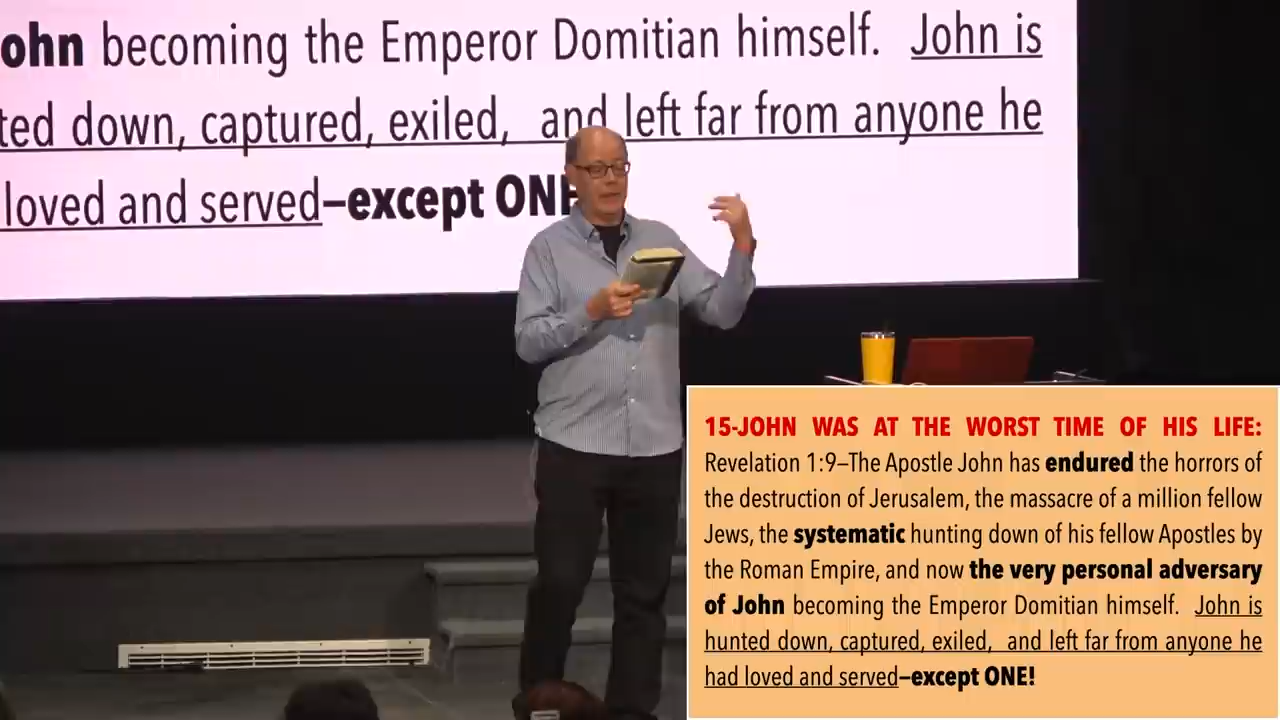 ohn becoming the Emperor Domitian himself. John is
ted down, captured, exiled, and left far from anyone he
loved and served–except ONE
15-JOHN WAS AT THE WORST TIME OF HIS LIFE:
Revelation 1:9–The Apostle John has endured the horrors of
the destruction of Jerusalem, the massacre of a million fellow
Jews, the systematic hunting down of his fellow Apostles by
the Roman Empire, and now the very personal adversary
of John becoming the Emperor Domitian himself. John is
hunted down, captured, exiled, and left far from anyone he
had loved and served–except ONE!